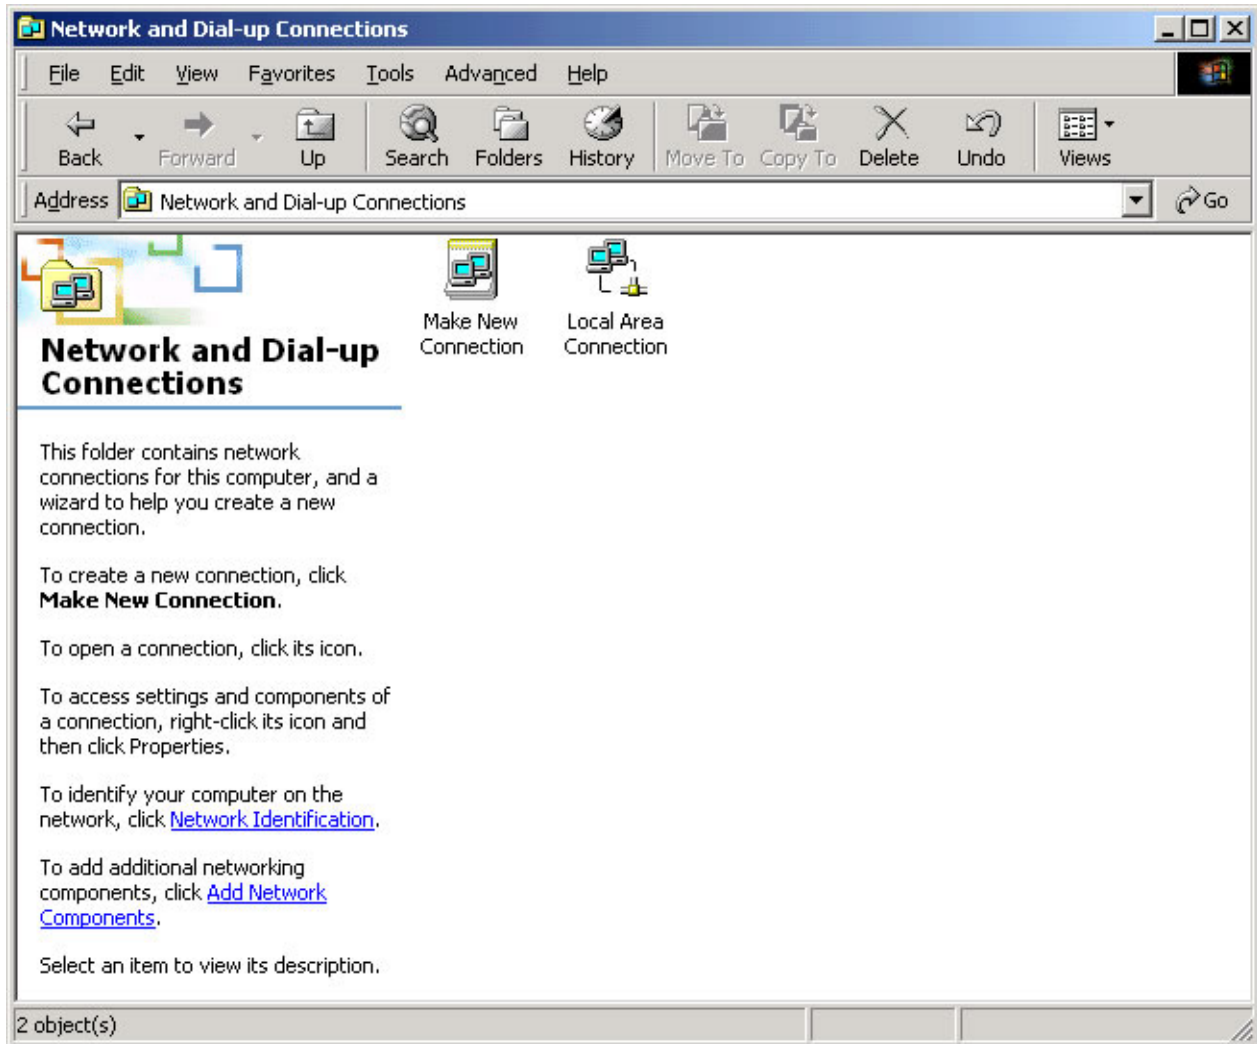 Network and Dial-up Connections
File Edit View Favorites Tools Advanced Help
Back Forward Up Search Folders History Move To Copy To Delete Undo Views
Address Network and Dial-up Connections Go
Make New
Connection
Local Area
Connection
Network and Dial-up
Connections
This folder contains network
connections for this computer, and a
wizard to help you create a new
connection.
To create a new connection, click
Make New Connection.
To open a connection, click its icon.
To access settings and components of
a connection, right-click its icon and
then click Properties.
To identify your computer on the
network, click Network Identification.
To add additional networking
components, click Add Network
Components.
Select an item to view its description.
2 object(s)